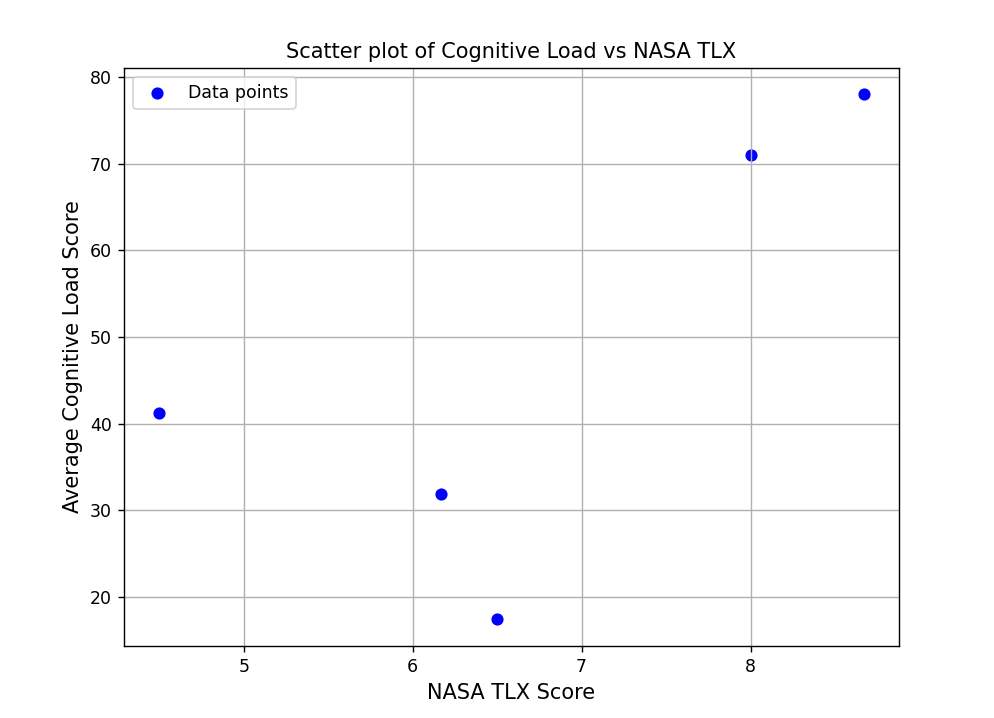 Scatter plot of Cognitive Load vs NASA TLX
Data points
80
70
60
50
40
30
20
Average Cognitive Load Score
5 6 7 8
NASA TLX Score